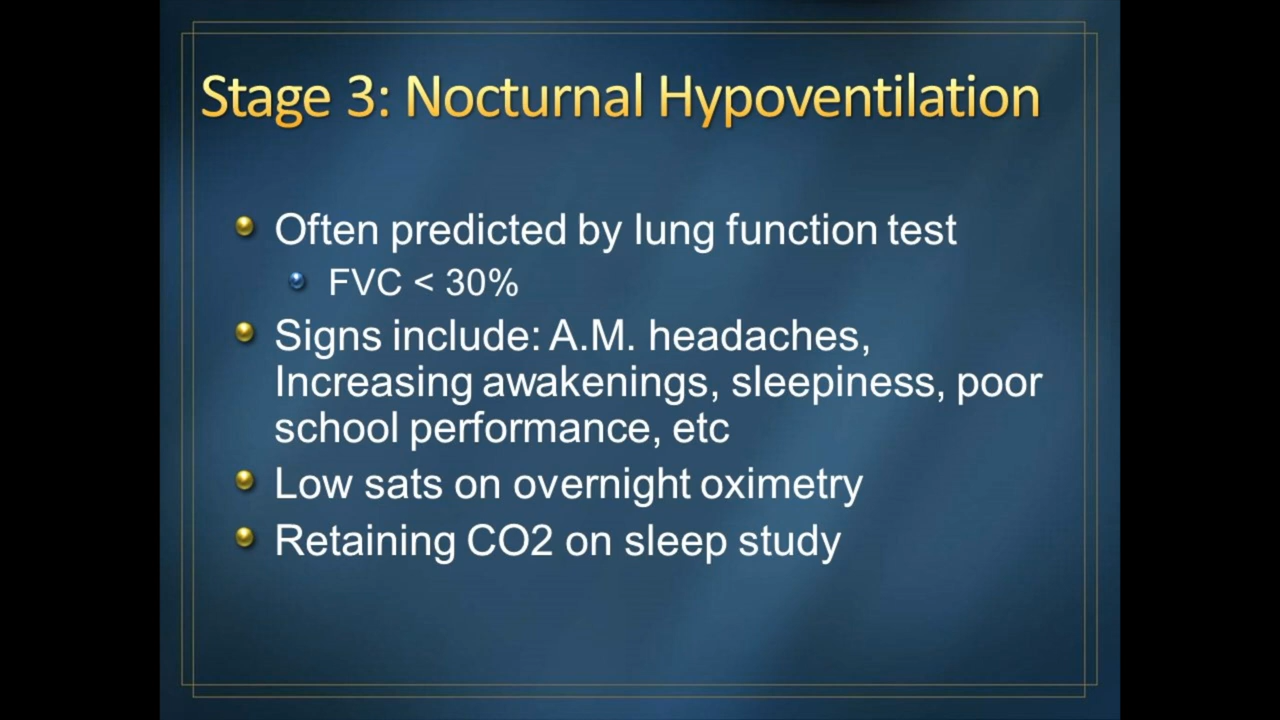 Stage 3: Nocturnal Hypoventilation
Often predicted by lung function test
FVC < 30%
Signs include: A.M. headaches,
Increasing awakenings, sleepiness, poor
school performance, etc
Low sats on overnight oximetry
Retaining CO2 on sleep study